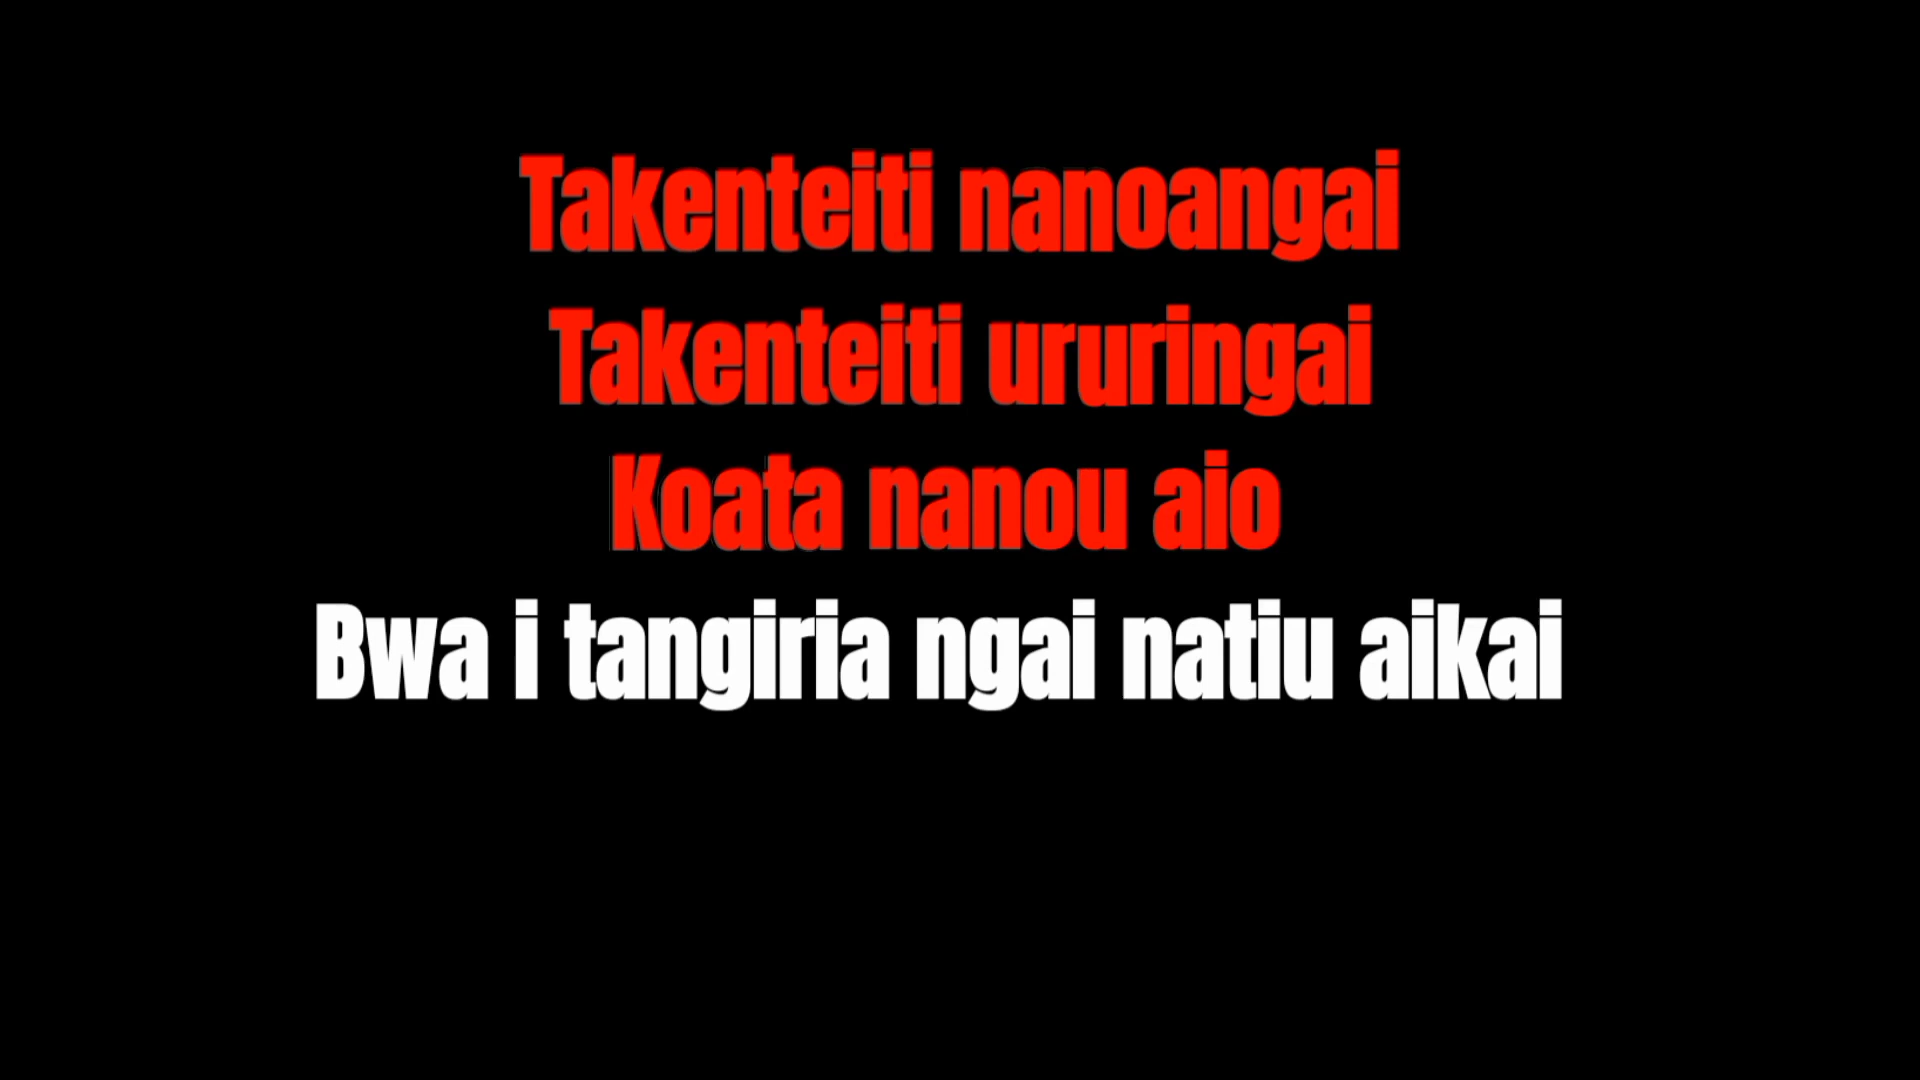 Takenteiti nanoangai
Takenteiti ururingai
Koata nanou aio
Bwa i tangiria ngai natiu aikai